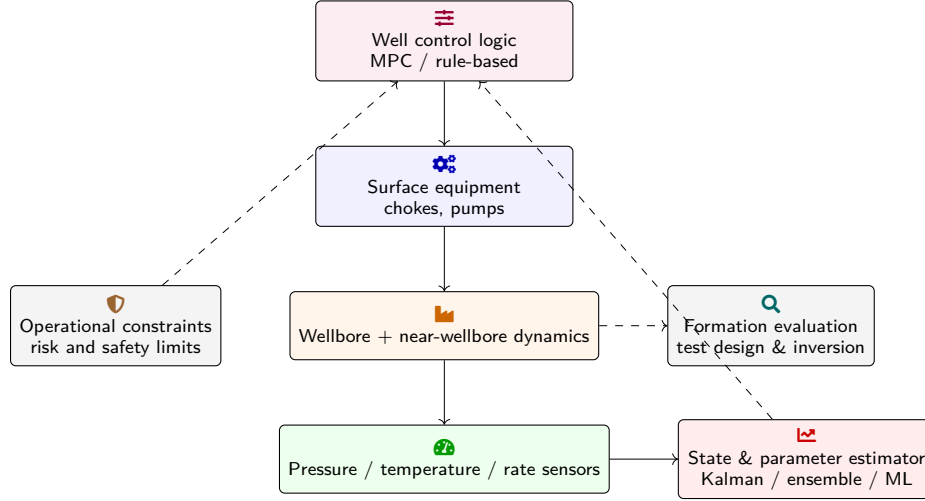 Well control logic
MPC / rule-based
Surface equipment
chokes, pumps
Operational constraints
risk and safety limits
Wellbore + near-wellbore dynamics
Formation evaluation
test design & inversion
Pressure / temperature / rate sensors
State & parameter estimator
Kalman / ensemble / ML